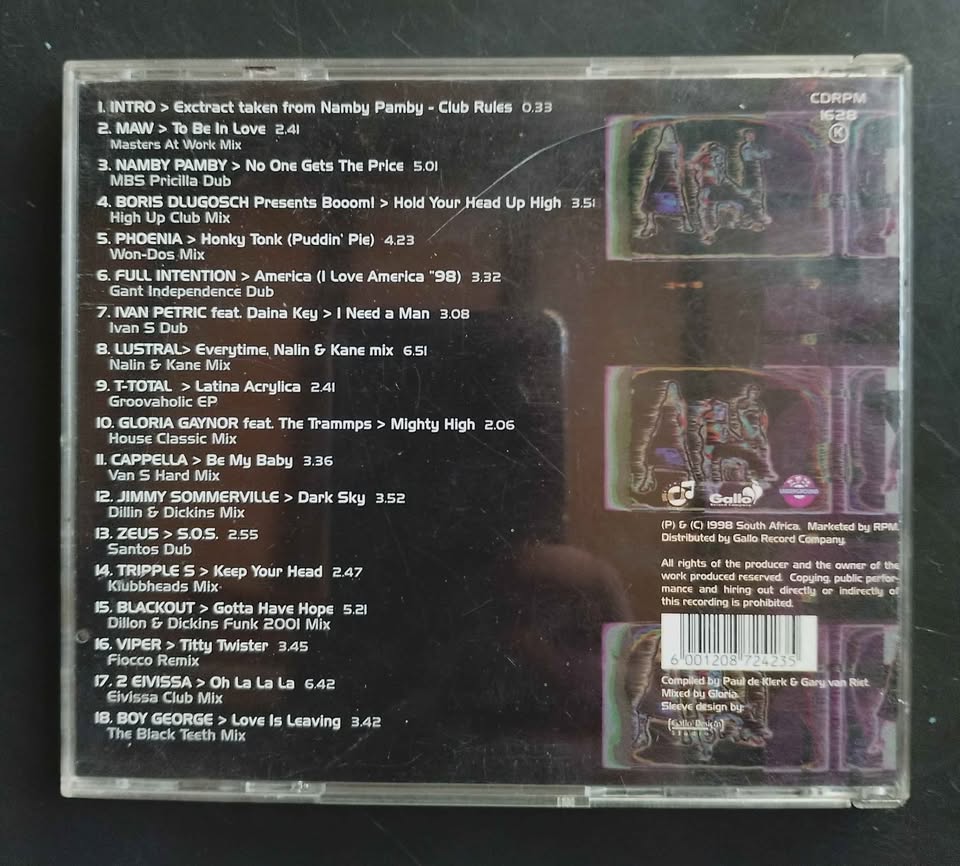 1. INTRO > Exctract taken from Namby Pamby - Club Rules 0.33
2. MAW > To Be In Love 2.41
Masters At Work Mix
3. NAMBY PAMBY > No One Gets The Price 5.01
MBS Pricilla Dub
4. BORIS DLUGOSCH Presents Booom! > Hold Your Head Up High 3.51
High Up Club Mix
5. PHOENIA > Honky Tonk (Puddin' Pie) 4.23
Won-Dos Mix
6. FULL INTENTION > America (I Love America "98) 3.32
Gant Independence Dub
7. IVAN PETRIC feat. Daina Key > I Need a Man 3.08
Ivan S Dub
8. LUSTRAL> Everytime, Nalin & Kane mix 6.51
Nalin & Kane Mix
9. T-TOTAL > Latina Acrylica 2.41
Groovaholic EP
10. GLORIA GAYNOR feat. The Trammps > Mighty High 2.06
House Classic Mix
11. CAPPELLA > Be My Baby 3.36
Van S Hard Mix
12. JIMMY SOMMERVILLE > Dark Sky 3.52
Dillin & Dickins Mix
13. ZEUS > S.O.S. 2.55
Santos Dub
14. TRIPPLE S > Keep Your Head 2.47
Klubbheads Mix
15. BLACKOUT > Gotta Have Hope 5.21
Dillon & Dickins Funk 2001 Mix
16. VIPER > Titty Twister 3.45
Fiocco Remix
17. 2 EIVISSA > Oh La La La 6.42
Eivissa Club Mix
18. BOY GEORGE > Love Is Leaving 3.42
The Black Teeth Mix
CDRPM
1628
K
Gallo
(P) & (C) 1998 South Africa. Marketed by RPM.
Distributed by Gallo Record Company.
All rights of the producer and the owner of the
work produced reserved. Copying, public perfor-
mance and hiring out directly or indirectly of
this recording is prohibited.
6 001208 724235
Compiled by Paul de Klerk & Gary van Riet
Mixed by Gloria.
Sleeve design by:
Gallo Design